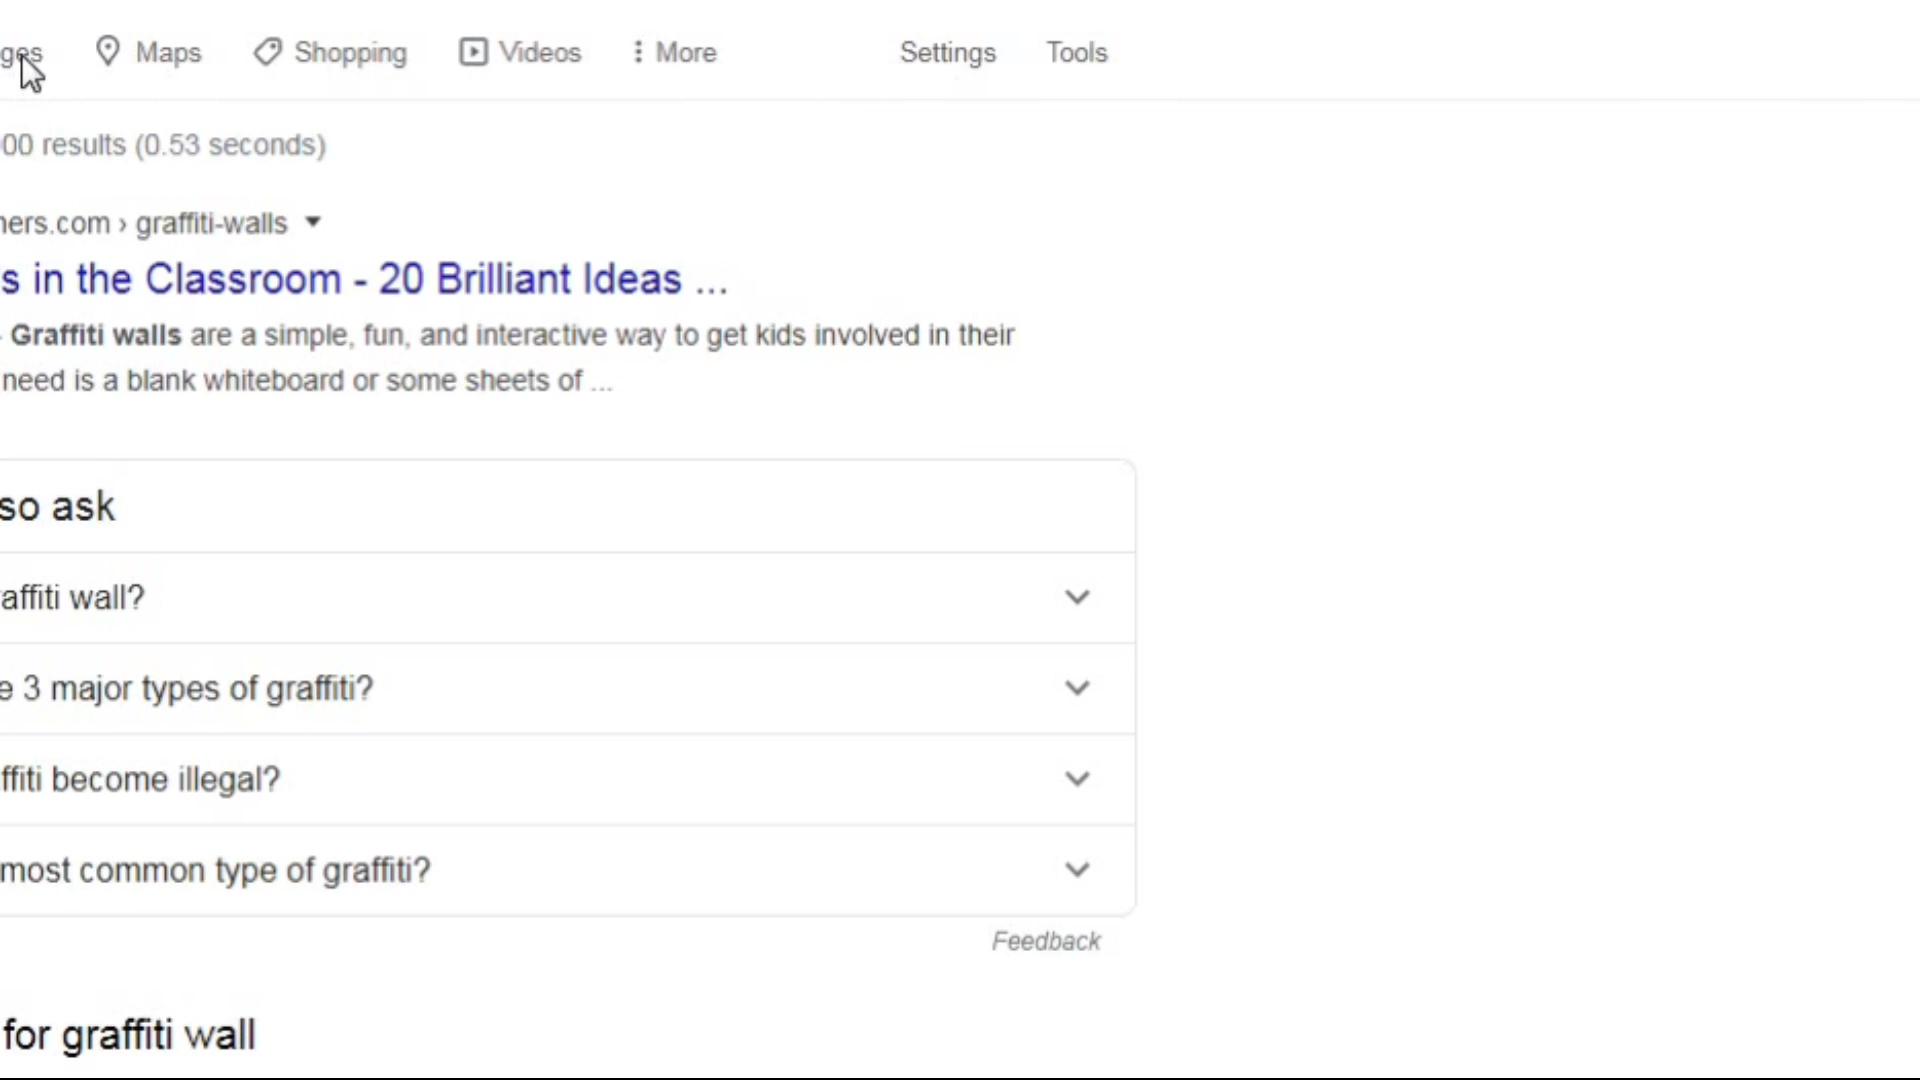 Maps Shopping Videos More Settings Tools
00 results (0.53 seconds)
ners.com › graffiti-walls
s in the Classroom - 20 Brilliant Ideas ...
Graffiti walls are a simple, fun, and interactive way to get kids involved in their
need is a blank whiteboard or some sheets of ...
so ask
affiti wall?
e 3 major types of graffiti?
ffiti become illegal?
most common type of graffiti?
Feedback
for graffiti wall